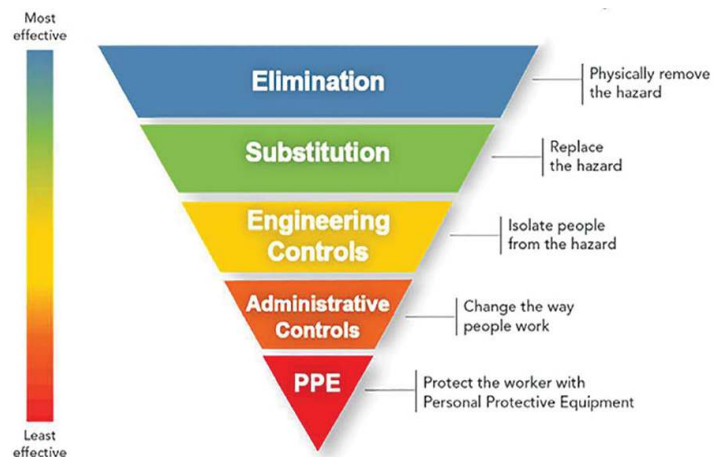 Most
effective
Elimination
Physically remove
the hazard
Substitution
Replace
the hazard
Engineering
Controls
Isolate people
from the hazard
Administrative
Controls
Change the way
people work
PPE
Protect the worker with
Personal Protective Equipment
Least
effective